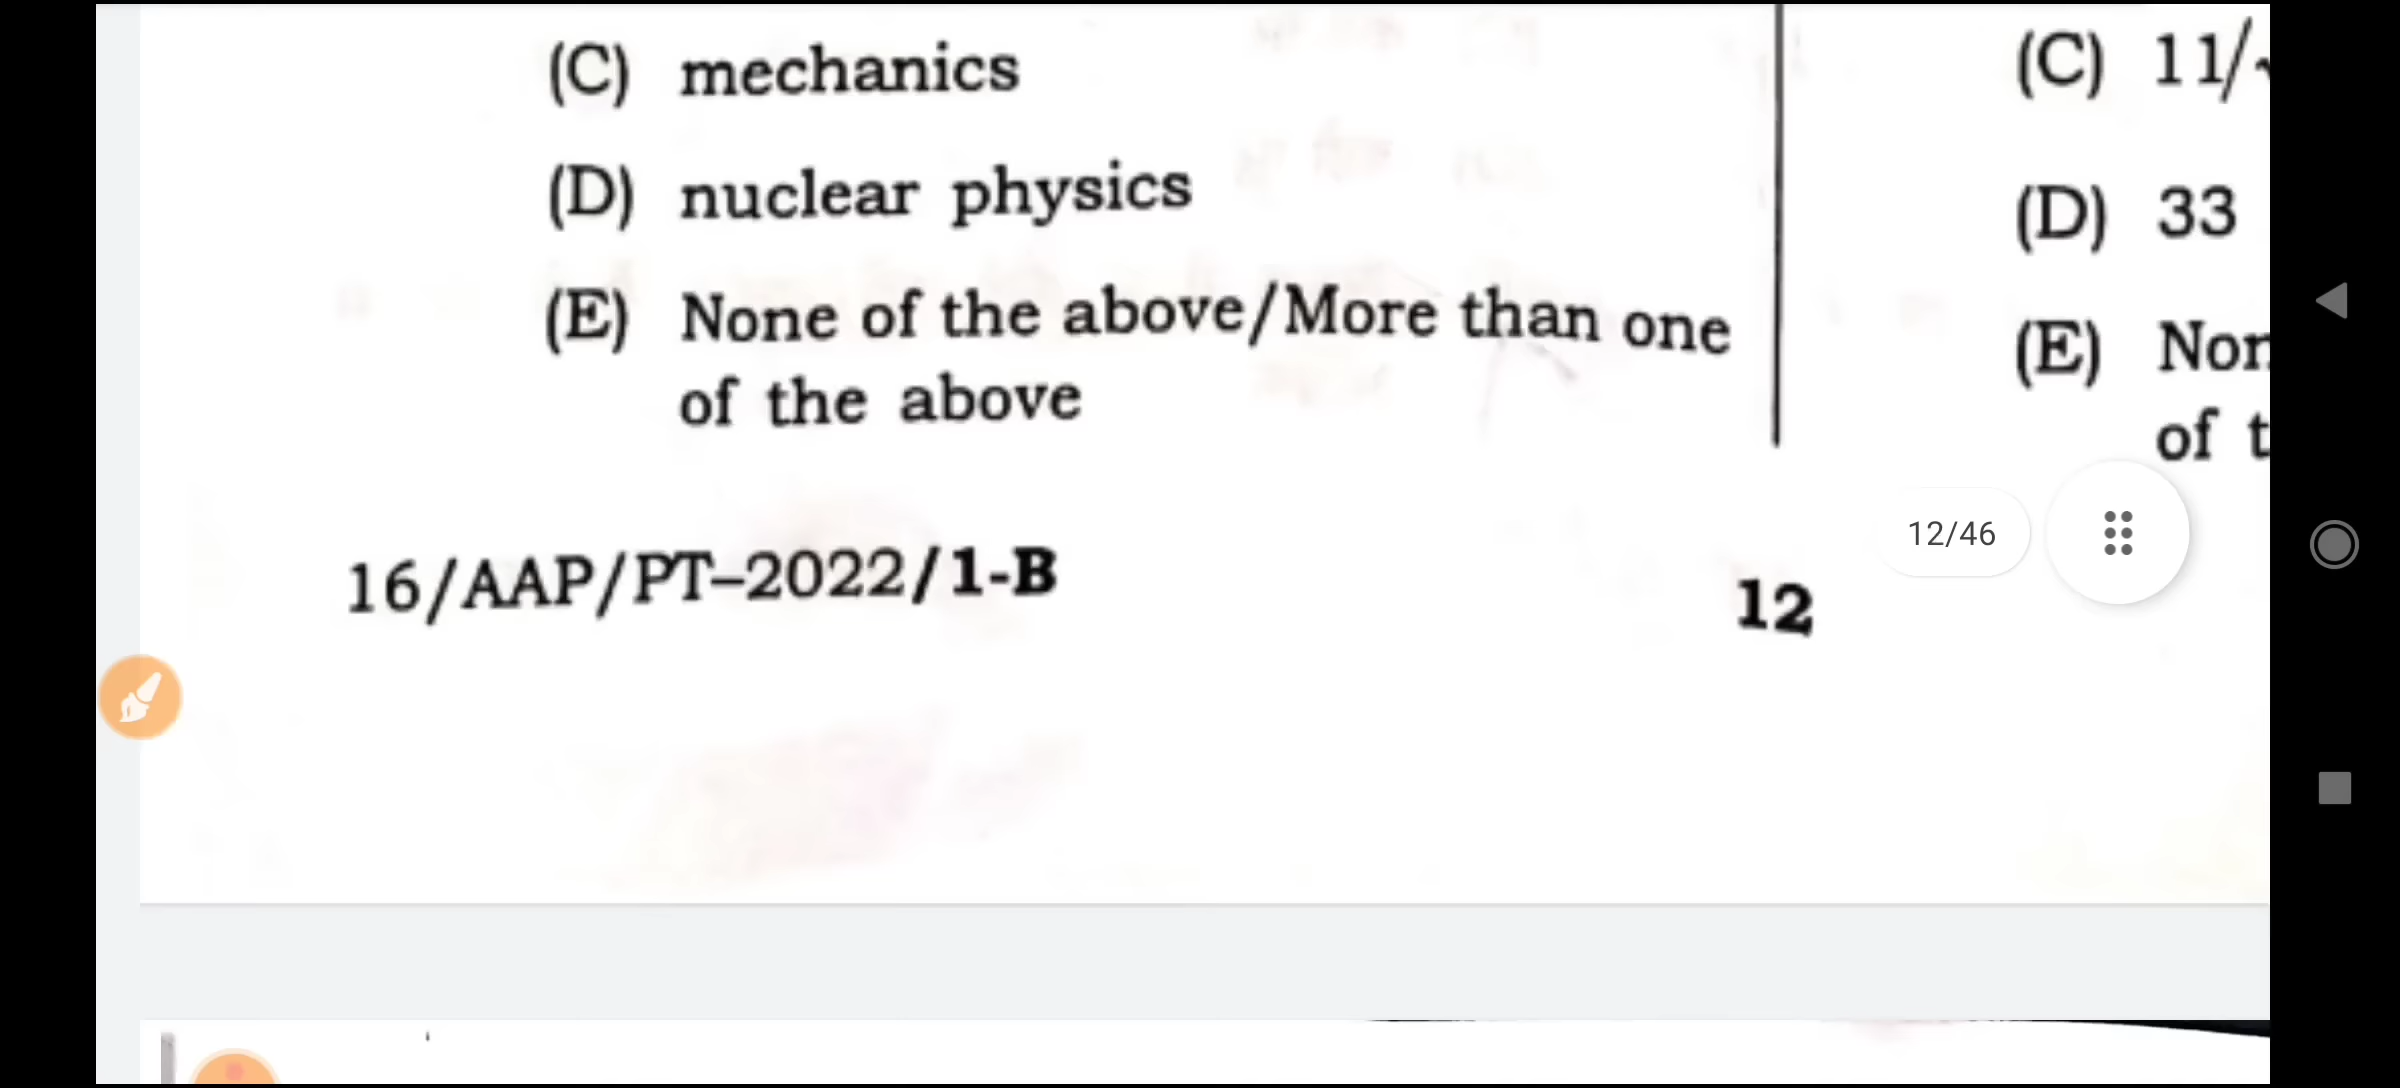 (C) mechanics
(D) nuclear physics
(E) None of the above/More than one
of the above
(C) 11/
(D) 33
(E) Non
of t
12/46
16/AAP/PT–2022/1-B
12